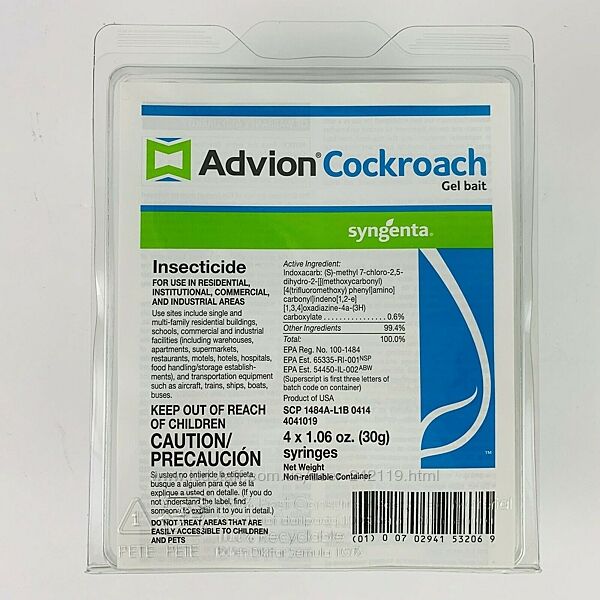 Advion® Cockroach
Gel bait
syngenta®
Insecticide
FOR USE IN RESIDENTIAL,
INSTITUTIONAL, COMMERCIAL,
AND INDUSTRIAL AREAS
Use sites include single and
multi-family residential buildings,
schools, commercial and industrial
facilities (including warehouses,
apartments, supermarkets,
restaurants, motels, hotels, hospitals,
food handling/storage establish-
ments), and transportation equipment
such as aircraft, trains, ships, boats,
buses.
KEEP OUT OF REACH
OF CHILDREN
CAUTION/
PRECAUCIÓN
Si usted no entiende la etiqueta,
busque a alguien para que se la
explique a usted en detalle. (If you do
not understand the label, find
someone to explain it to you in detail.)
DO NOT TREAT AREAS THAT ARE
EASILY ACCESSIBLE TO CHILDREN
AND PETS
Active Ingredient:
Indoxacarb: (S)-methyl 7-chloro-2,5-
dihydro-2-[[(methoxycarbonyl)
[4(trifluoromethoxy) phenyl]amino]
carbonyl]indeno[1,2-e]
[1,3,4]oxadiazine-4a-(3H)
carboxylate . . . . . . . . . . . . . . . . 0.6%
Other Ingredients 99.4%
Total: 100.0%
EPA Reg. No. 100-1484
EPA Est. 65335-RI-001NSP
EPA Est. 54450-IL-002ABW
(Superscript is first three letters of
batch code on container)
Product of USA
SCP 1484A-L1B 0414
4041019
4 x 1.06 oz. (30g)
syringes
Net Weight
Non-refillable Container
TM
(01) 0 07 02941 53206 9
1
PETE PETE